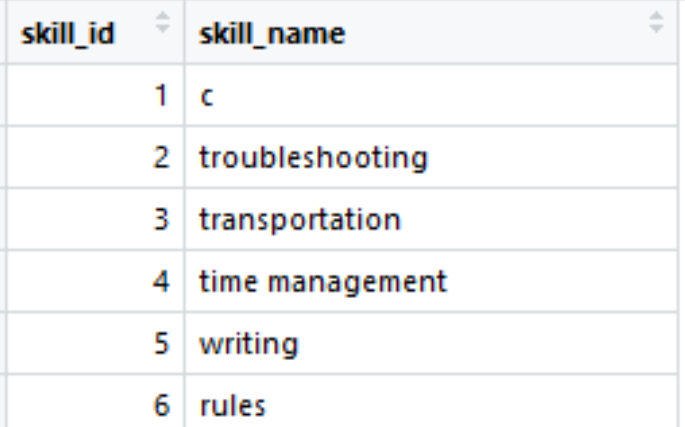 skill_id skill_name
1 c
2 troubleshooting
3 transportation
4 time management
5 writing
6 rules